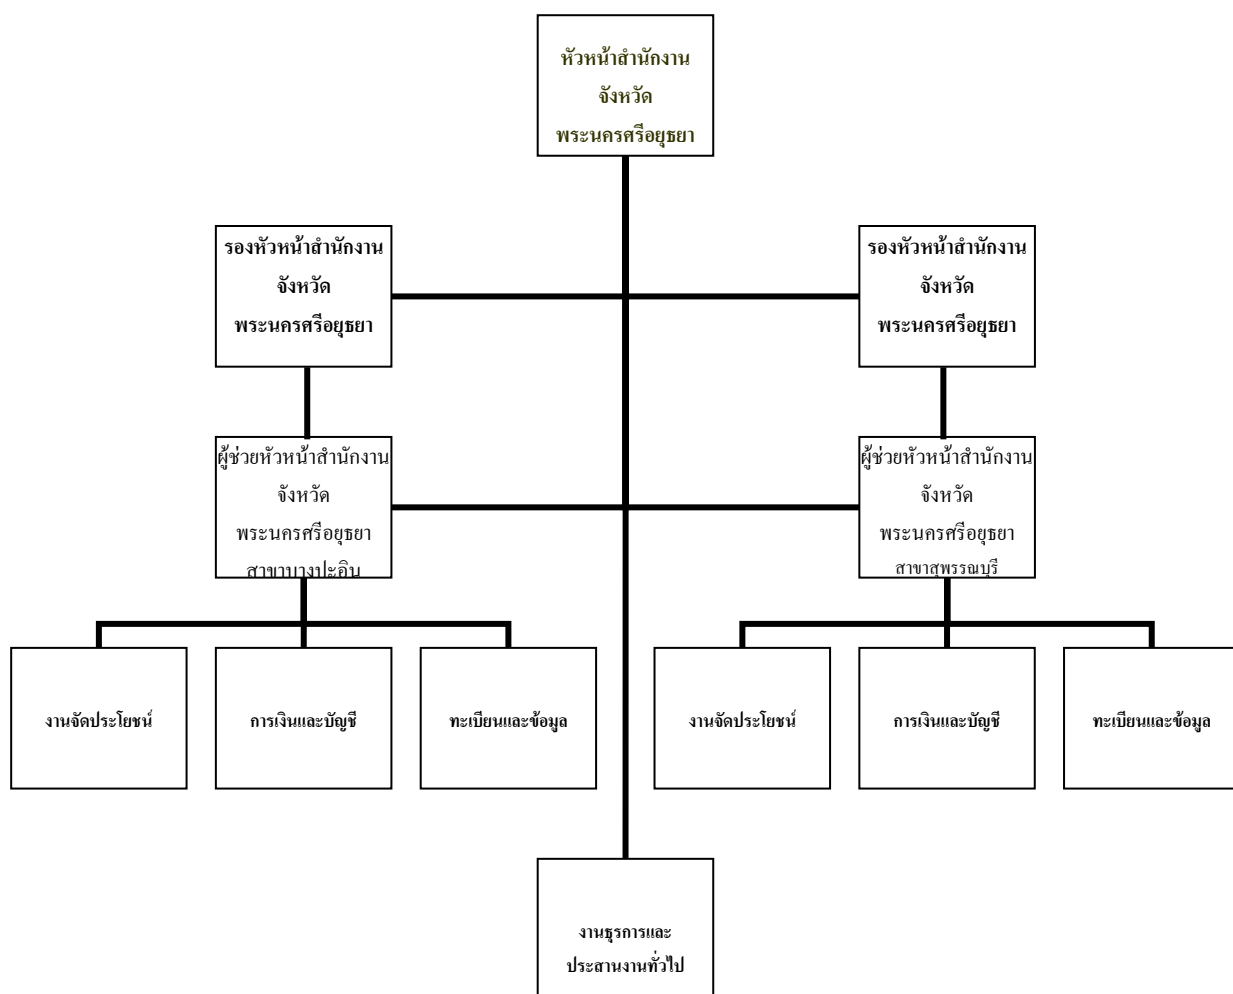 หัวหน้าสำนักงาน
จังหวัด
พระนครศรีอยุธยา
รองหัวหน้าสำนักงาน
จังหวัด
พระนครศรีอยุธยา
รองหัวหน้าสำนักงาน
จังหวัด
พระนครศรีอยุธยา
ผู้ช่วยหัวหน้าสำนักงาน
จังหวัด
พระนครศรีอยุธยา
สาขาบางปะอิน
ผู้ช่วยหัวหน้าสำนักงาน
จังหวัด
พระนครศรีอยุธยา
สาขาสุพรรณบุรี
งานจัดประโยชน์
การเงินและบัญชี
ทะเบียนและข้อมูล
งานจัดประโยชน์
การเงินและบัญชี
ทะเบียนและข้อมูล
งานธุรการและ
ประสานงานทั่วไป